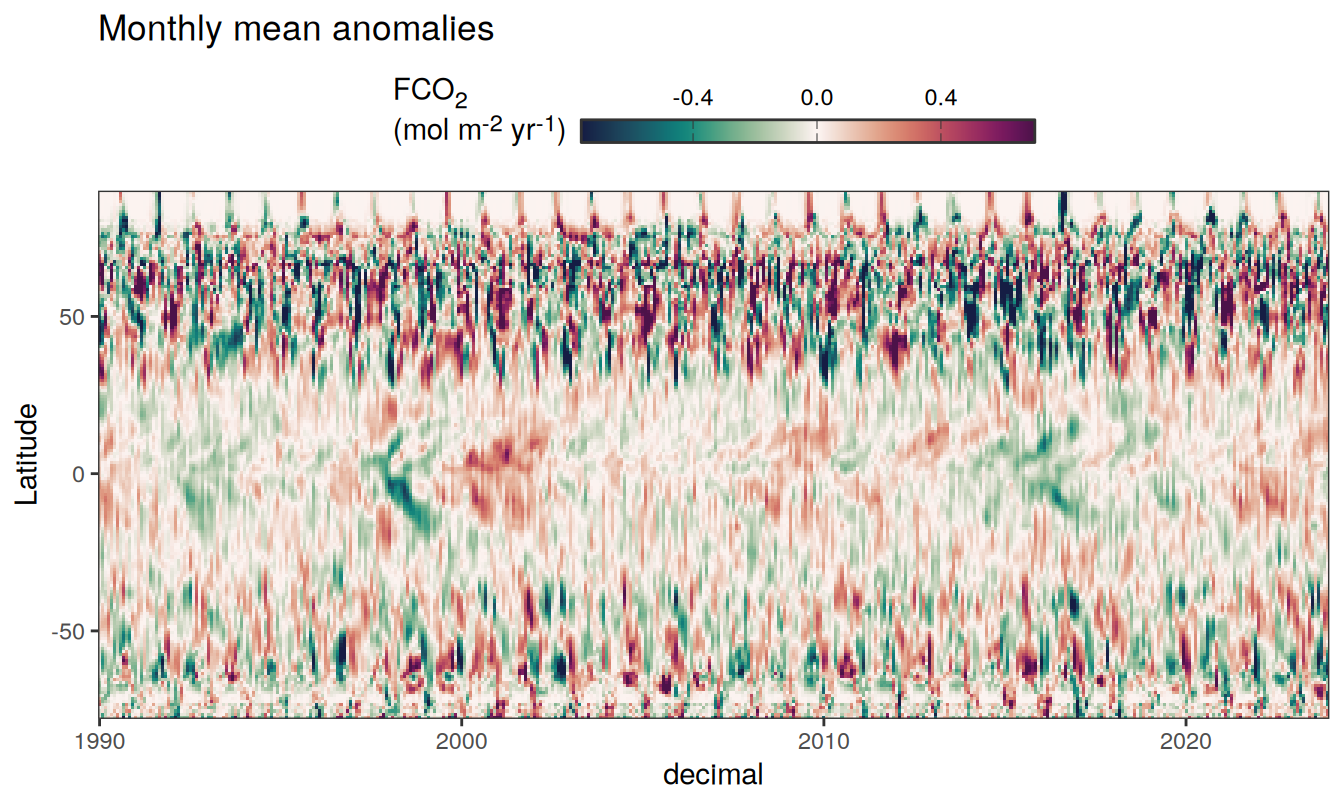 Monthly mean anomalies
FCO₂
(mol m⁻² yr⁻¹)
-0.4 0.0 0.4
Latitude
50
0
-50
1990 2000 2010 2020
decimal